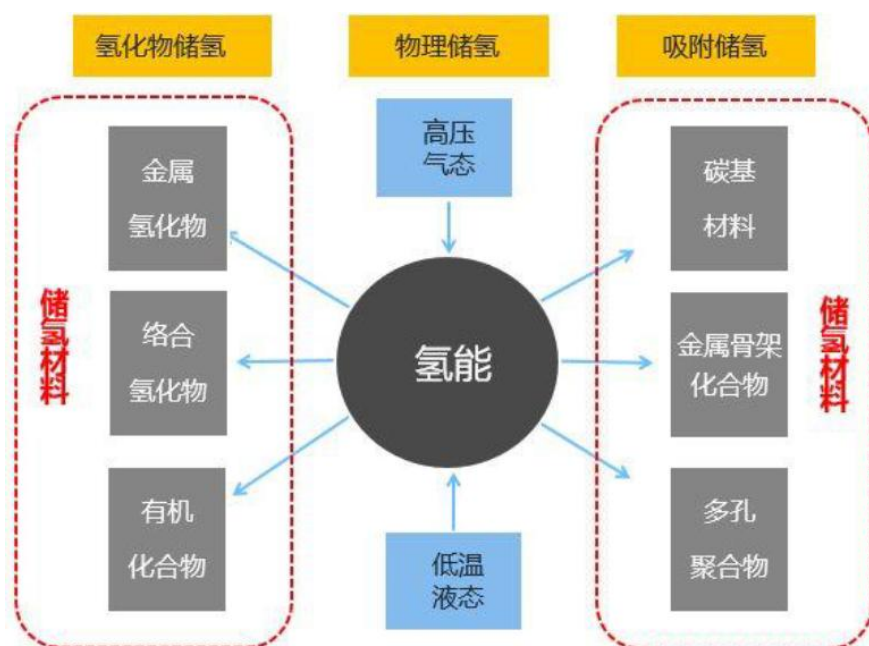 氢化物储氢
物理储氢
吸附储氢
高压
气态
金属
氢化物
碳基
材料
储氢材料
络合
氢化物
氢能
金属骨架
化合物
储氢材料
有机
化合物
低温
液态
多孔
聚合物